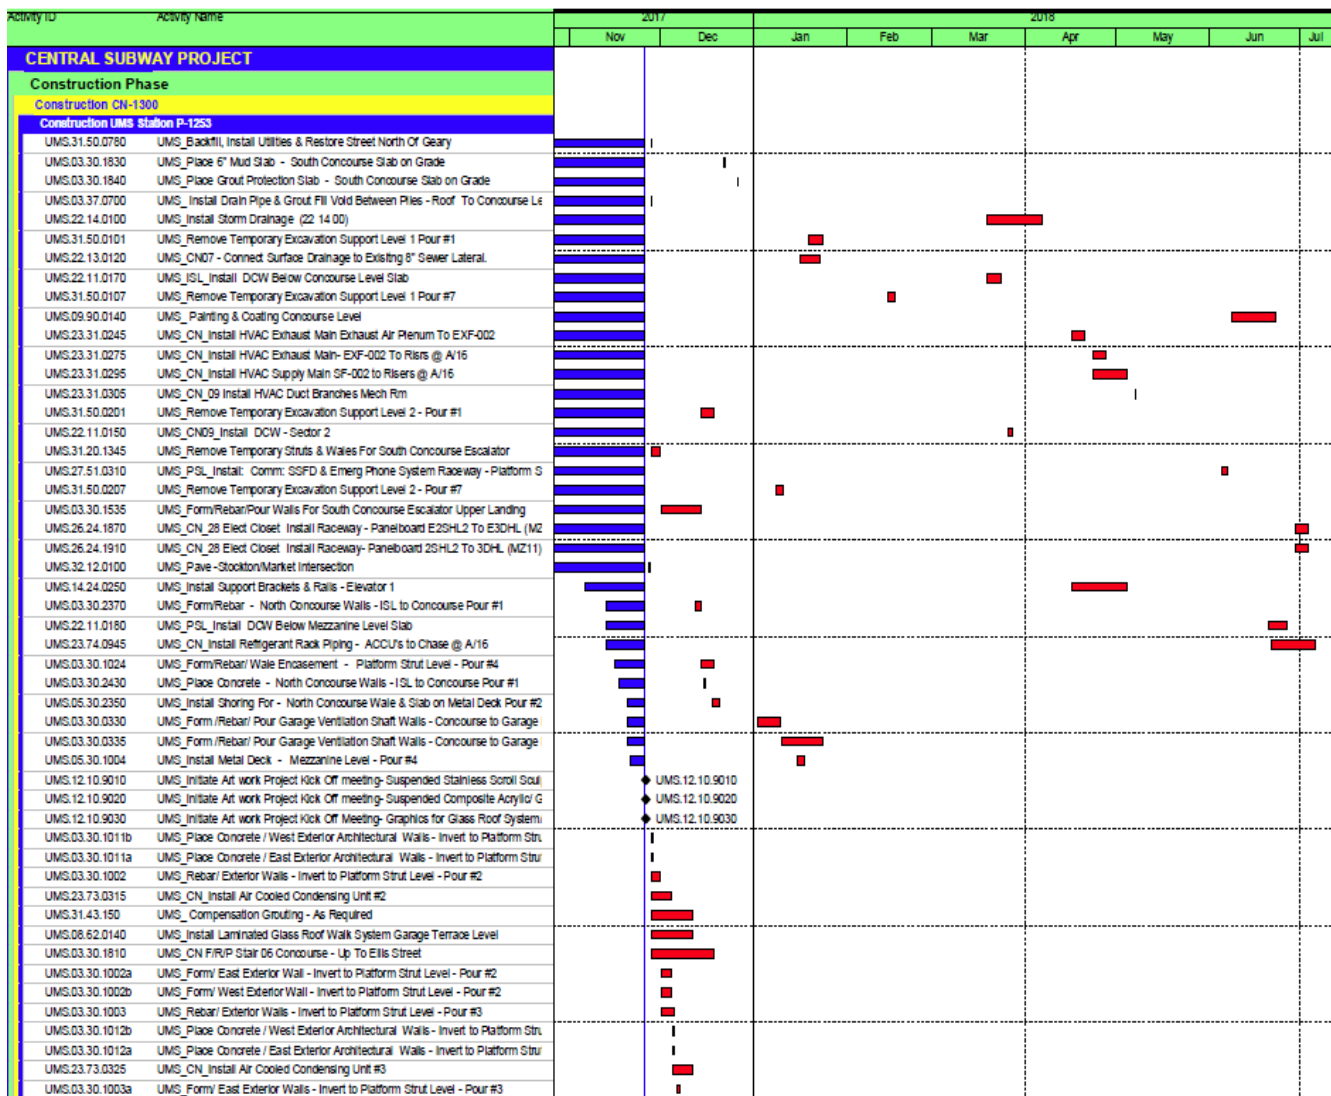 Activity ID Activity Name 2017 2018
Nov Dec Jan Feb Mar Apr May Jun Jul
CENTRAL SUBWAY PROJECT
Construction Phase
Construction CN-1300
Construction UMS Station P-1253
UMS.31.50.0780 UMS_Backfill, Install Utilities & Restore Street North Of Geary
UMS.03.30.1830 UMS_Place 6" Mud Slab - South Concourse Slab on Grade
UMS.03.30.1840 UMS_Place Grout Protection Slab - South Concourse Slab on Grade
UMS.03.37.0700 UMS_ Install Drain Pipe & Grout Fill Void Between Piles - Roof To Concourse Le
UMS.22.14.0100 UMS_Install Storm Drainage (22 14 00)
UMS.31.50.0101 UMS_Remove Temporary Excavation Support Level 1 Pour #1
UMS.22.13.0120 UMS_CN07 - Connect Surface Drainage to Exisitng 8" Sewer Lateral.
UMS.22.11.0170 UMS_ISL_Install DCW Below Concourse Level Slab
UMS.31.50.0107 UMS_Remove Temporary Excavation Support Level 1 Pour #7
UMS.09.90.0140 UMS_ Painting & Coating Concourse Level
UMS.23.31.0245 UMS_CN_Install HVAC Exhaust Main Exhaust Air Plenum To EXF-002
UMS.23.31.0275 UMS_CN_Install HVAC Exhaust Main- EXF-002 To Risrs @ A/16
UMS.23.31.0295 UMS_CN_Install HVAC Supply Main SF-002 to Risers @ A/16
UMS.23.31.0305 UMS_CN_09 Install HVAC Duct Branches Mech Rm
UMS.31.50.0201 UMS_Remove Temporary Excavation Support Level 2 - Pour #1
UMS.22.11.0150 UMS_CN09_Install DCW - Sector 2
UMS.31.20.1345 UMS_Remove Temporary Struts & Wales For South Concourse Escalator
UMS.27.51.0310 UMS_PSL_Install: Comm: SSFD & Emerg Phone System Raceway - Platform S
UMS.31.50.0207 UMS_Remove Temporary Excavation Support Level 2 - Pour #7
UMS.03.30.1535 UMS_Form/Rebar/Pour Walls For South Concourse Escalator Upper Landing
UMS.26.24.1870 UMS_CN_28 Elect Closet Install Raceway - Panelboard E2SHL2 To E3DHL (MZ
UMS.26.24.1910 UMS_CN_28 Elect Closet Install Raceway- Panelboard 2SHL2 To 3DHL (MZ11)
UMS.32.12.0100 UMS_Pave -Stockton/Market Intersection
UMS.14.24.0250 UMS_Install Support Brackets & Rails - Elevator 1
UMS.03.30.2370 UMS_Form/Rebar - North Concourse Walls - ISL to Concourse Pour #1
UMS.22.11.0180 UMS_PSL_Install DCW Below Mezzanine Level Slab
UMS.23.74.0945 UMS_CN_Install Refrigerant Rack Piping - ACCU's to Chase @ A/16
UMS.03.30.1024 UMS_Form/Rebar/ Wale Encasement - Platform Strut Level - Pour #4
UMS.03.30.2430 UMS_Place Concrete - North Concourse Walls - ISL to Concourse Pour #1
UMS.05.30.2350 UMS_Install Shoring For - North Concourse Wale & Slab on Metal Deck Pour #2
UMS.03.30.0330 UMS_Form /Rebar/ Pour Garage Ventilation Shaft Walls - Concourse to Garage
UMS.03.30.0335 UMS_Form /Rebar/ Pour Garage Ventilation Shaft Walls - Concourse to Garage
UMS.05.30.1004 UMS_Install Metal Deck - Mezzanine Level - Pour #4
UMS.12.10.9010 UMS_Initiate Art work Project Kick Off meeting- Suspended Stainless Scroll Scul UMS.12.10.9010
UMS.12.10.9020 UMS_Initiate Art work Project Kick Off meeting- Suspended Composite Acrylic/ G UMS.12.10.9020
UMS.12.10.9030 UMS_Initiate Art work Project Kick Off Meeting- Graphics for Glass Roof System/ UMS.12.10.9030
UMS.03.30.1011b UMS_Place Concrete / West Exterior Architectural Walls - Invert to Platform Stru
UMS.03.30.1011a UMS_Place Concrete / East Exterior Architectural Walls - Invert to Platform Stru
UMS.03.30.1002 UMS_Rebar/ Exterior Walls - Invert to Platform Strut Level - Pour #2
UMS.23.73.0315 UMS_CN_Install Air Cooled Condensing Unit #2
UMS.31.43.150 UMS_ Compensation Grouting - As Required
UMS.08.62.0140 UMS_Install Laminated Glass Roof Walk System Garage Terrace Level
UMS.03.30.1810 UMS_CN F/R/P Stair 06 Concourse - Up To Ellis Street
UMS.03.30.1002a UMS_Form/ East Exterior Wall - Invert to Platform Strut Level - Pour #2
UMS.03.30.1002b UMS_Form/ West Exterior Wall - Invert to Platform Strut Level - Pour #2
UMS.03.30.1003 UMS_Rebar/ Exterior Walls - Invert to Platform Strut Level - Pour #3
UMS.03.30.1012b UMS_Place Concrete / West Exterior Architectural Walls - Invert to Platform Stru
UMS.03.30.1012a UMS_Place Concrete / East Exterior Architectural Walls - Invert to Platform Stru
UMS.23.73.0325 UMS_CN_Install Air Cooled Condensing Unit #3
UMS.03.30.1003a UMS_Form/ East Exterior Walls - Invert to Platform Strut Level - Pour #3